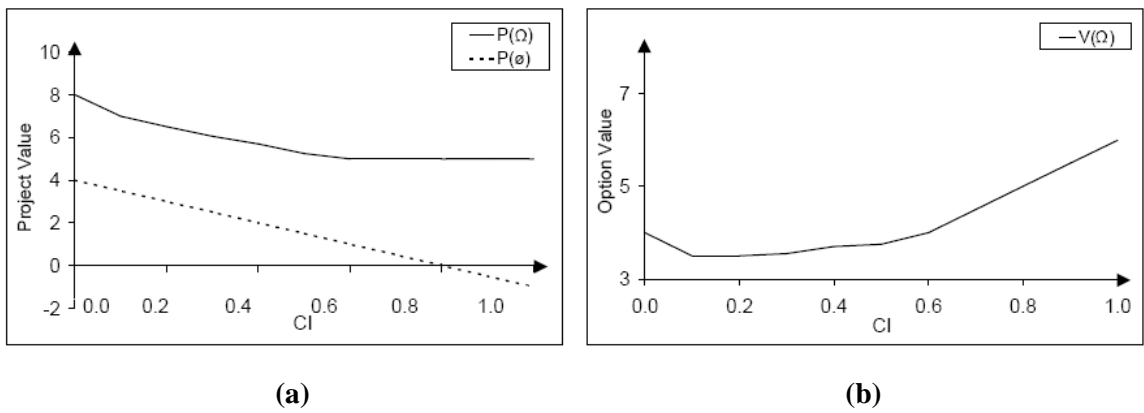 P(Ω)
P(ø)
10
8
6
4
2
0
-2
Project Value
0.0 0.2 0.4 0.6 0.8 1.0
CI
(a)
V(Ω)
7
5
3
Option Value
0.0 0.2 0.4 0.6 0.8 1.0
CI
(b)